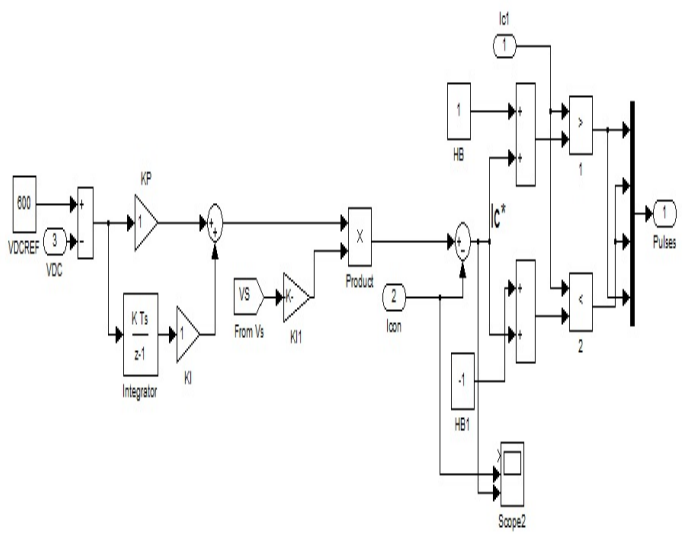 Ic1
1
1
HB
+
+
>
1
KP
600
VDCREF
+
-
3
VDC
1
+
+
Ic*
×
Product
+
-
1
Pulses
VS
From Vs
-K-
KI1
2
Icon
K Ts
z-1
Integrator
1
KI
+
+
<
2
-1
HB1
Scope2